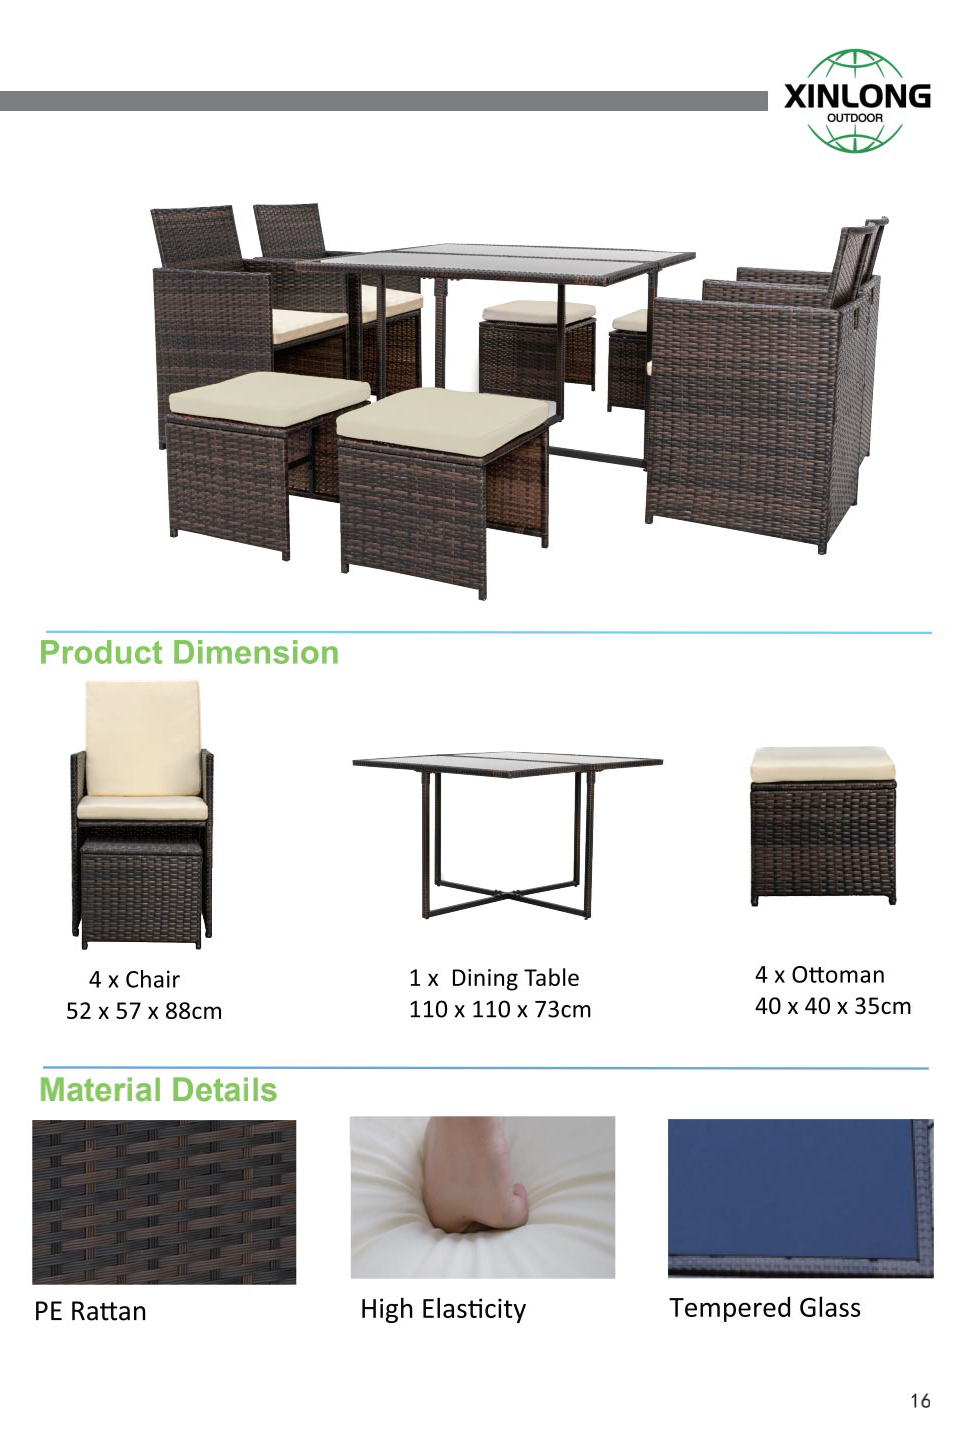 XINLONG
OUTDOOR
Product Dimension
4 x Chair
52 x 57 x 88cm
1 x Dining Table
110 x 110 x 73cm
4 x Ottoman
40 x 40 x 35cm
Material Details
PE Rattan
High Elasticity
Tempered Glass
16